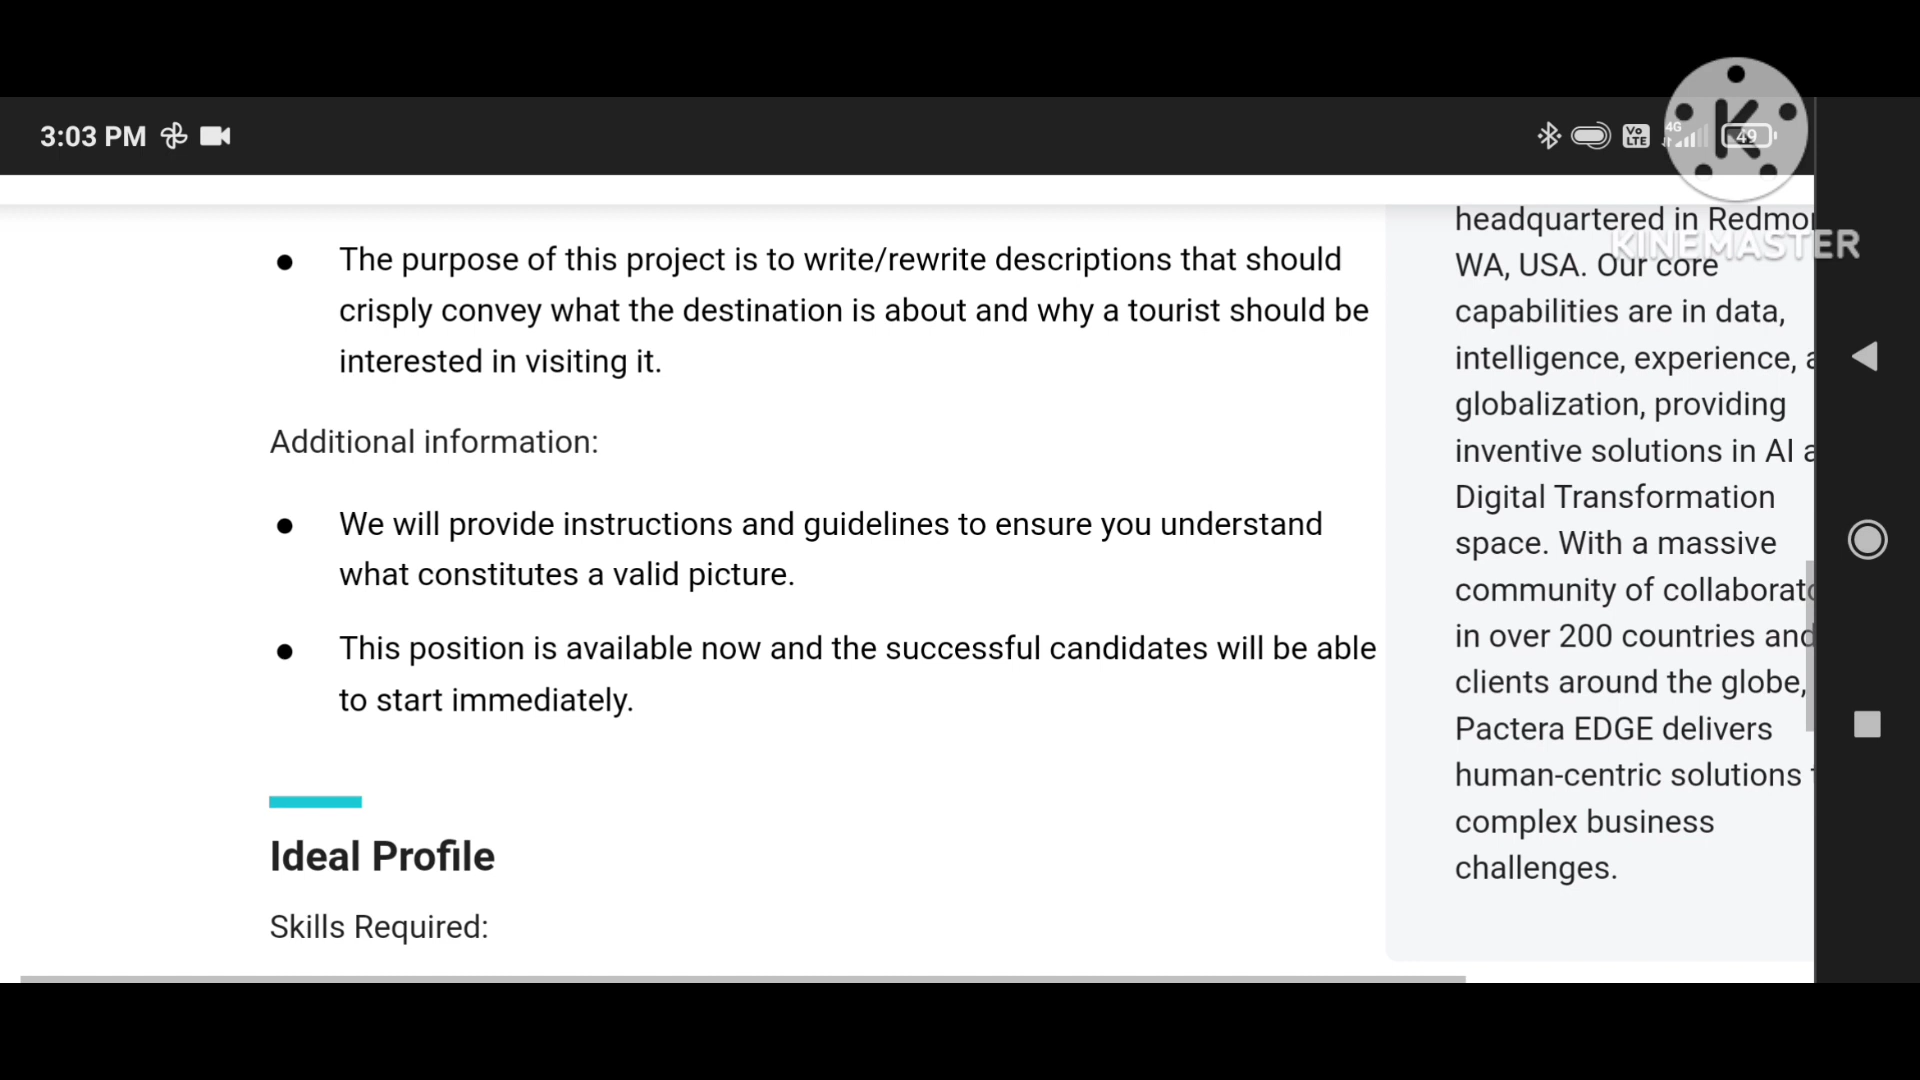 3:03 PM
Vo LTE
4G
49
K
KINEMASTER
The purpose of this project is to write/rewrite descriptions that should
crisply convey what the destination is about and why a tourist should be
interested in visiting it.
Additional information:
We will provide instructions and guidelines to ensure you understand
what constitutes a valid picture.
This position is available now and the successful candidates will be able
to start immediately.
Ideal Profile
Skills Required:
headquartered in
WA, USA. Our core
capabilities are in data,
intelligence, experience,
globalization, providing
inventive solutions in AI
Digital Transformation
space. With a massive
community of
in over 200 countries and
clients around the globe,
Pactera EDGE delivers
human-centric solutions
complex business
challenges.